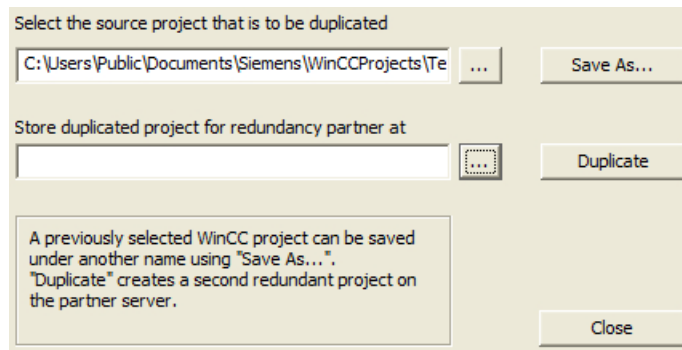 Select the source project that is to be duplicated
C:\Users\Public\Documents\Siemens\WinCCProjects\Te
...
Save As...
Store duplicated project for redundancy partner at
...
Duplicate
A previously selected WinCC project can be saved
under another name using "Save As...".
"Duplicate" creates a second redundant project on
the partner server.
Close